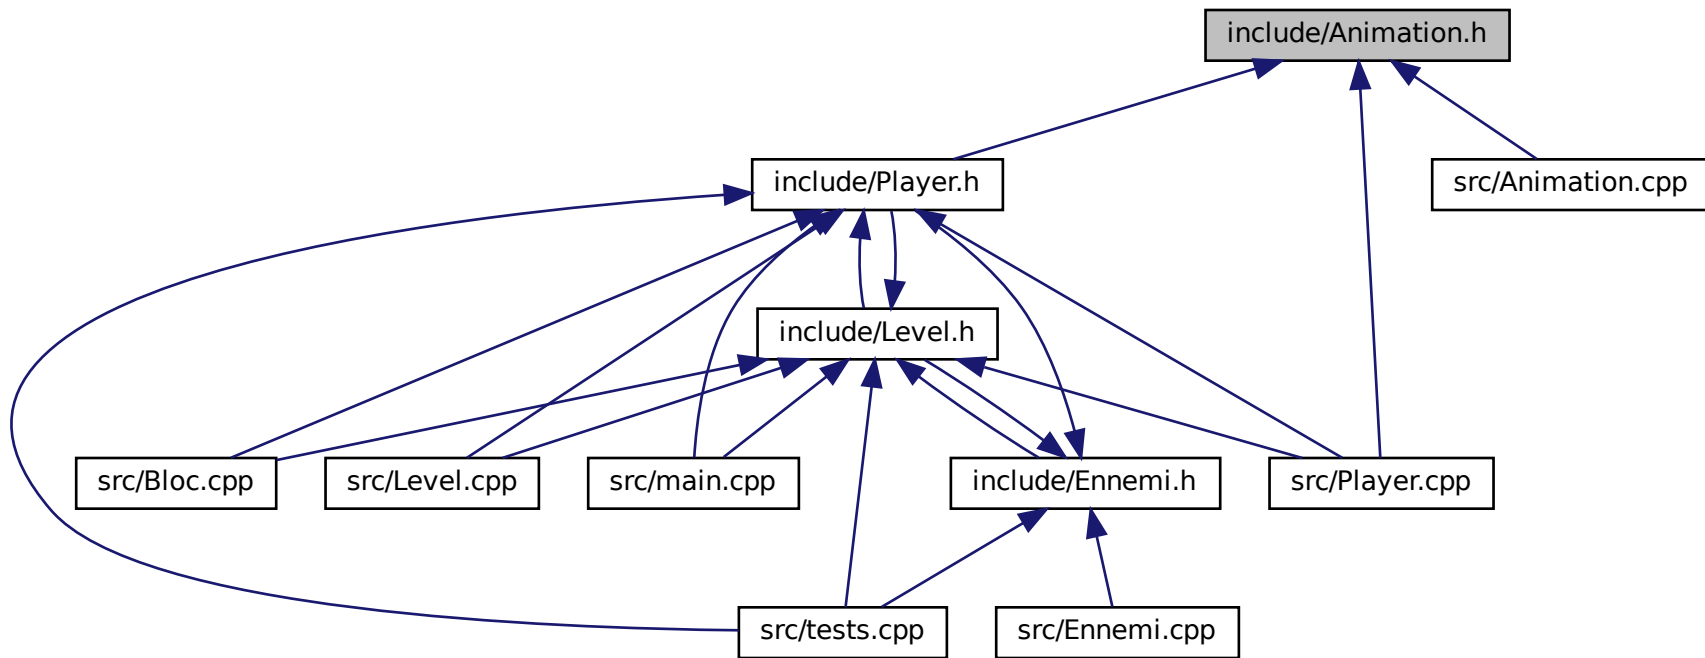 include/Animation.h
include/Player.h
src/Animation.cpp
include/Level.h
src/Bloc.cpp
src/Level.cpp
src/main.cpp
include/Ennemi.h
src/Player.cpp
src/tests.cpp
src/Ennemi.cpp